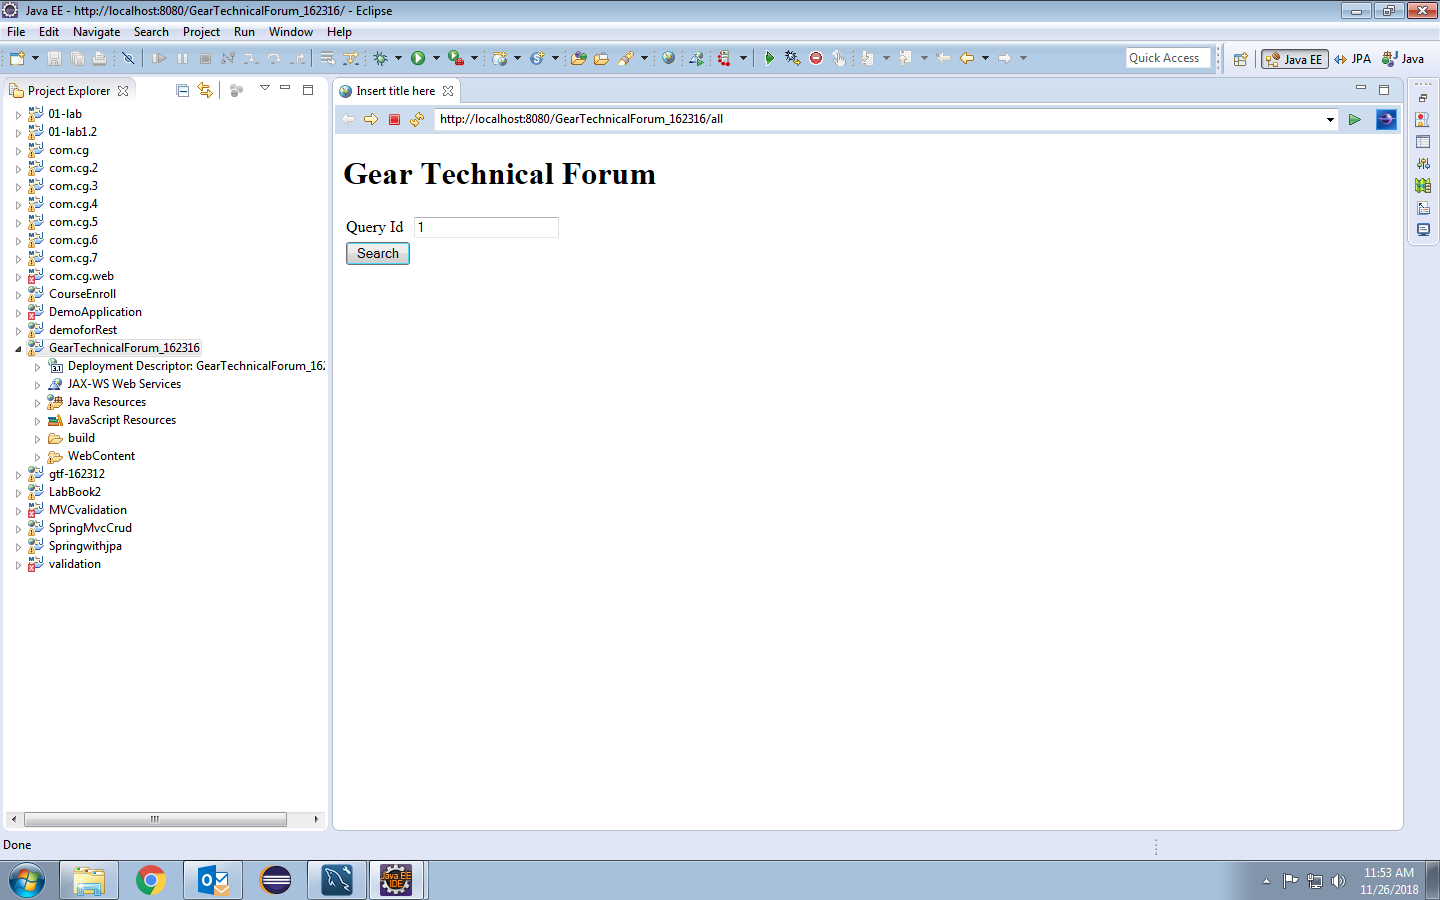 Java EE - http://localhost:8080/GearTechnicalForum_162316/ - Eclipse
File Edit Navigate Search Project Run Window Help
Quick Access
Java EE
JPA
Java
Project Explorer
01-lab
01-lab1.2
com.cg
com.cg.2
com.cg.3
com.cg.4
com.cg.5
com.cg.6
com.cg.7
com.cg.web
CourseEnroll
DemoApplication
demoforRest
GearTechnicalForum_162316
Deployment Descriptor: GearTechnicalForum_162
JAX-WS Web Services
Java Resources
JavaScript Resources
build
WebContent
gtf-162312
LabBook2
MVCvalidation
SpringMvcCrud
Springwithjpa
validation
Insert title here
http://localhost:8080/GearTechnicalForum_162316/all
Gear Technical Forum
Query Id 1
Search
Done
Java EE
IDE
11:53 AM
11/26/2018